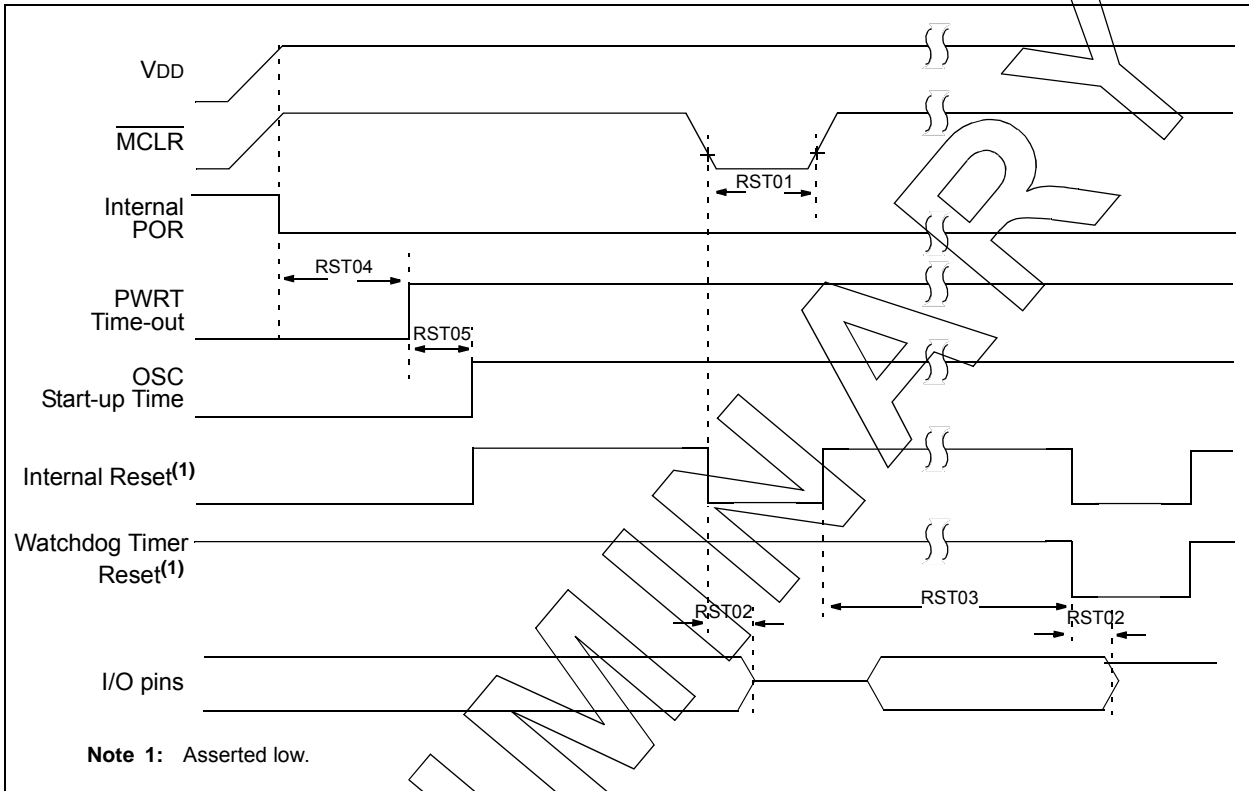 VDD
MCLR
RST01
Internal
POR
RST04
PWRT
Time-out
RST05
OSC
Start-up Time
Internal Reset(1)
Watchdog Timer
Reset(1)
RST03
RST02
RST02
I/O pins
Note 1: Asserted low.
IMINARY